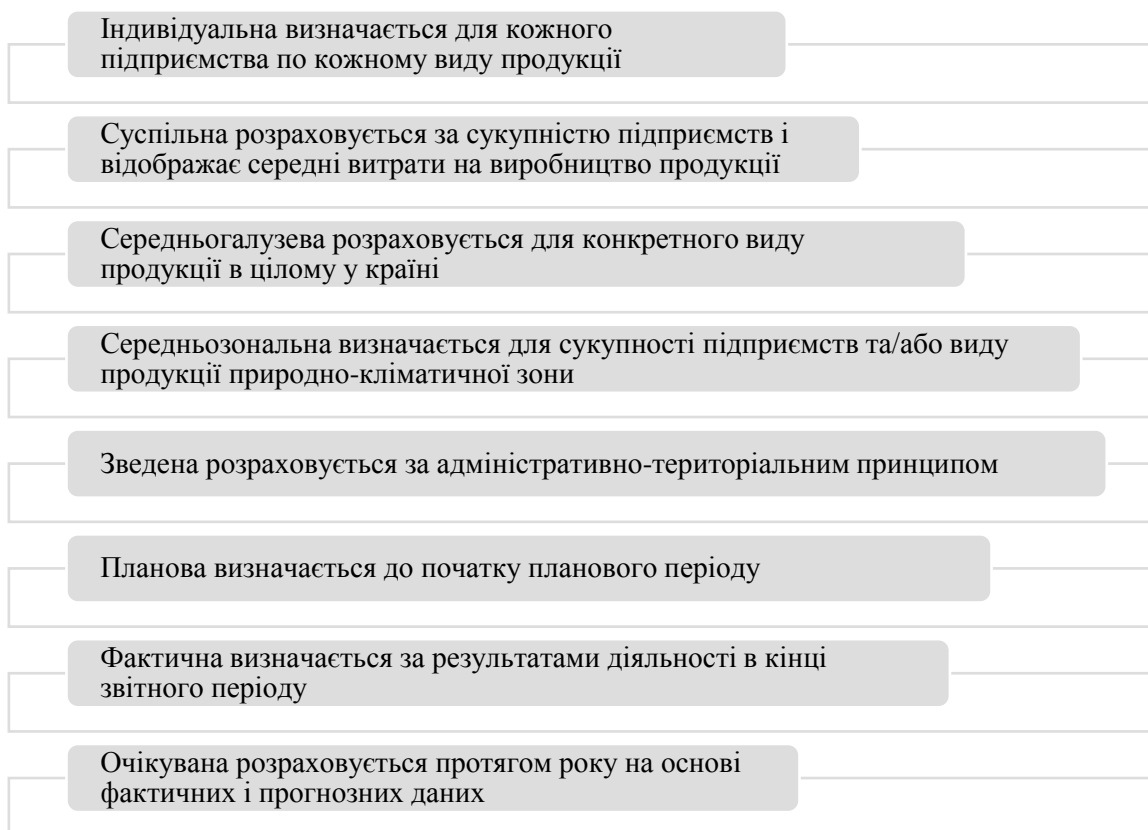 Індивідуальна визначається для кожного
підприємства по кожному виду продукції
Суспільна розраховується за сукупністю підприємств і
відображає середні витрати на виробництво продукції
Середньогалузева розраховується для конкретного виду
продукції в цілому у країні
Середньозональна визначається для сукупності підприємств та/або виду
продукції природно-кліматичної зони
Зведена розраховується за адміністративно-територіальним принципом
Планова визначається до початку планового періоду
Фактична визначається за результатами діяльності в кінці
звітного періоду
Очікувана розраховується протягом року на основі
фактичних і прогнозних даних